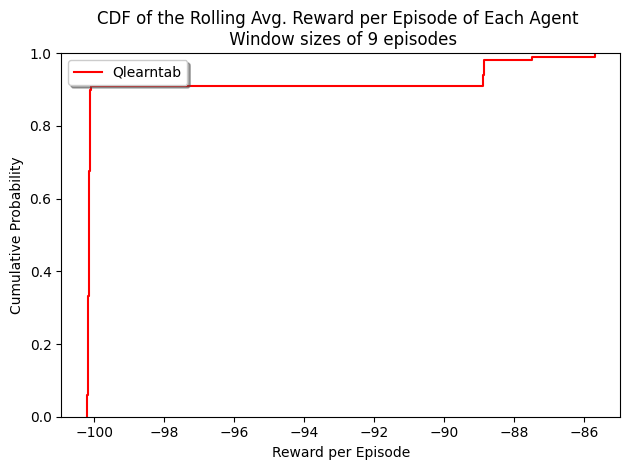 CDF of the Rolling Avg. Reward per Episode of Each Agent
Window sizes of 9 episodes
Qlearntab
Cumulative Probability
1.0
0.8
0.6
0.4
0.2
0.0
−100 −98 −96 −94 −92 −90 −88 −86
Reward per Episode